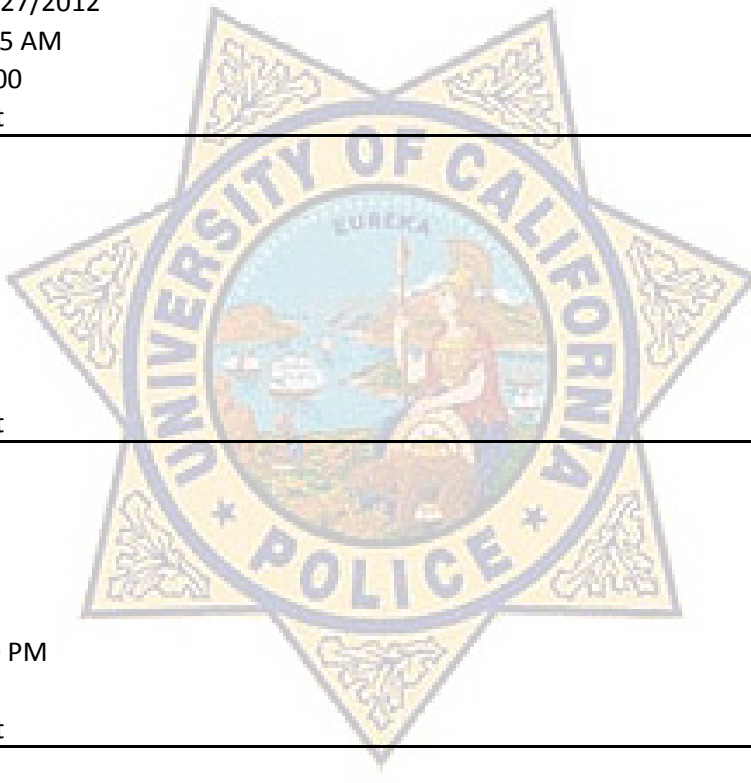 27/2012
5 AM
00
t
UNIVERSITY OF CALIFORNIA
EUREKA
t
* POLICE *
PM
t